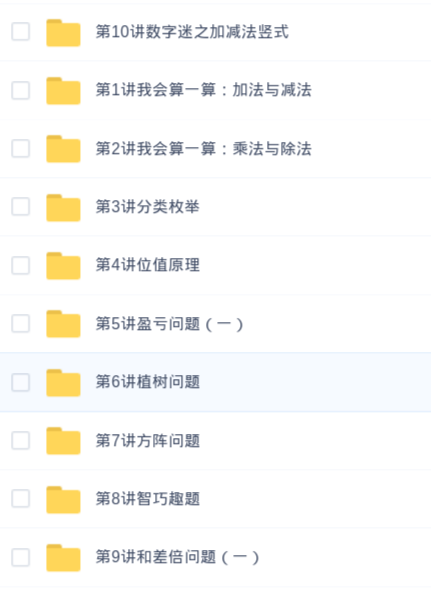 第10讲数字迷之加减法竖式
第1讲我会算一算：加法与减法
第2讲我会算一算：乘法与除法
第3讲分类枚举
第4讲位值原理
第5讲盈亏问题（一）
第6讲植树问题
第7讲方阵问题
第8讲智巧趣题
第9讲和差倍问题（一）